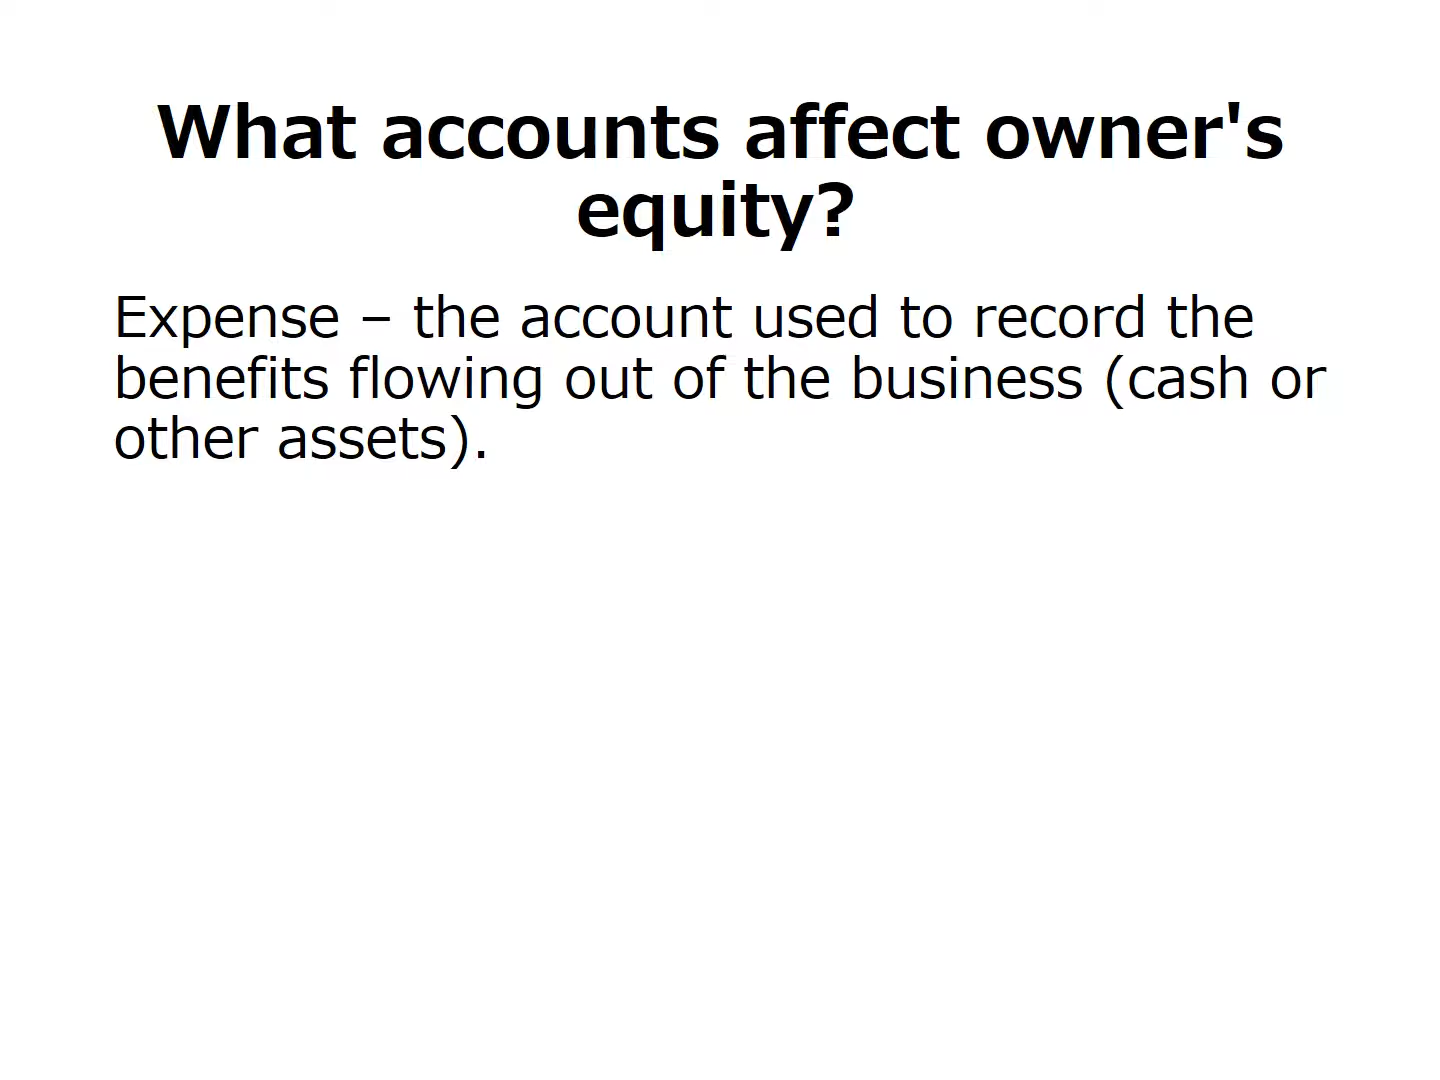 What accounts affect owner's
equity?
Expense – the account used to record the
benefits flowing out of the business (cash or
other assets).